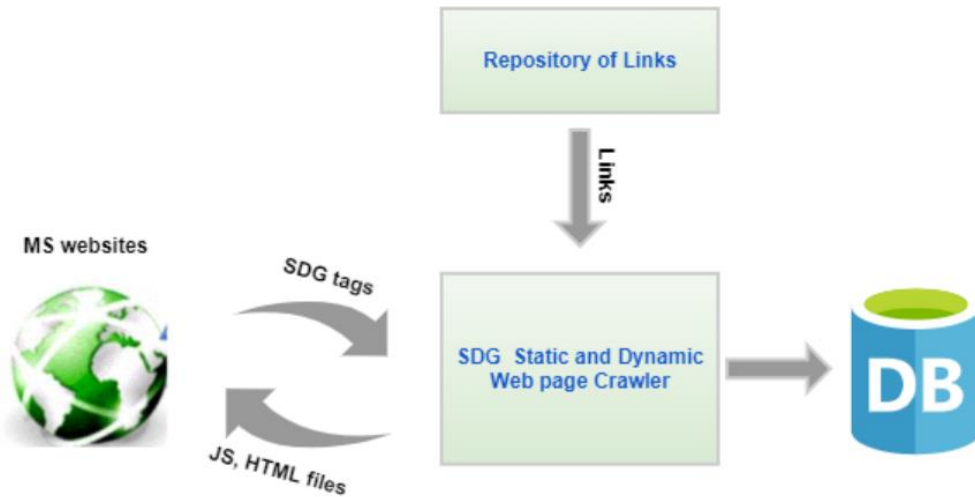 Repository of Links
Links
MS websites
SDG tags
SDG Static and Dynamic
Web page Crawler
DB
JS, HTML files